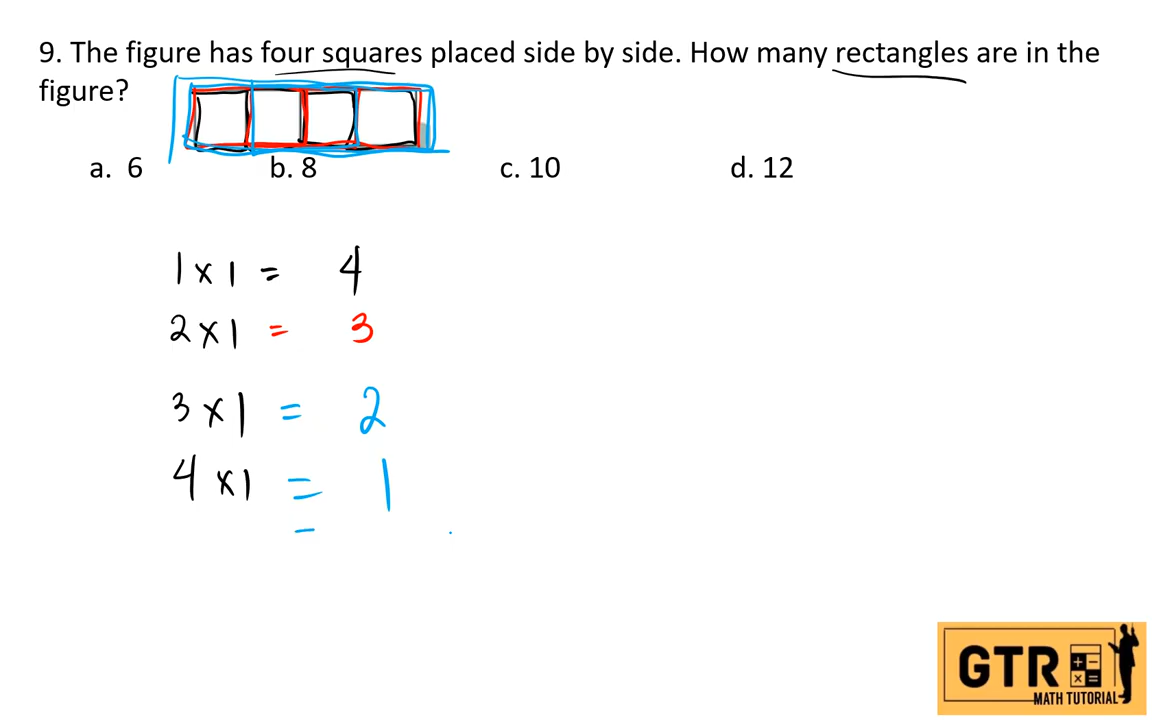 9. The figure has four squares placed side by side. How many rectangles are in the
figure?
a. 6 b. 8 c. 10 d. 12
1 x 1 = 4
2 x 1 = 3
3 x 1 = 2
4 x 1 = 1
=
GTR
MATH TUTORIAL